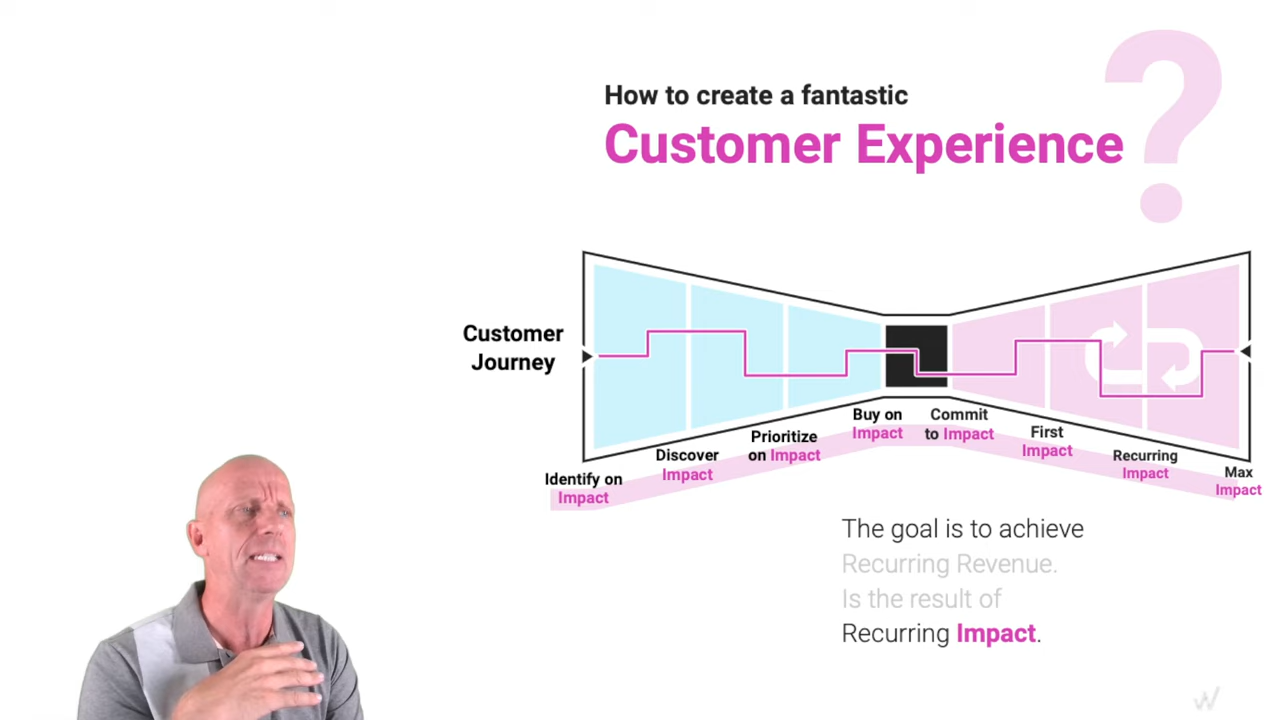 How to create a fantastic
Customer Experience
?
Customer
Journey
Identify on
Impact
Discover
Impact
Prioritize
on Impact
Buy on
Impact
Commit
to Impact
First
Impact
Recurring
Impact
Max
Impact
The goal is to achieve
Recurring Revenue.
Is the result of
Recurring Impact.
W